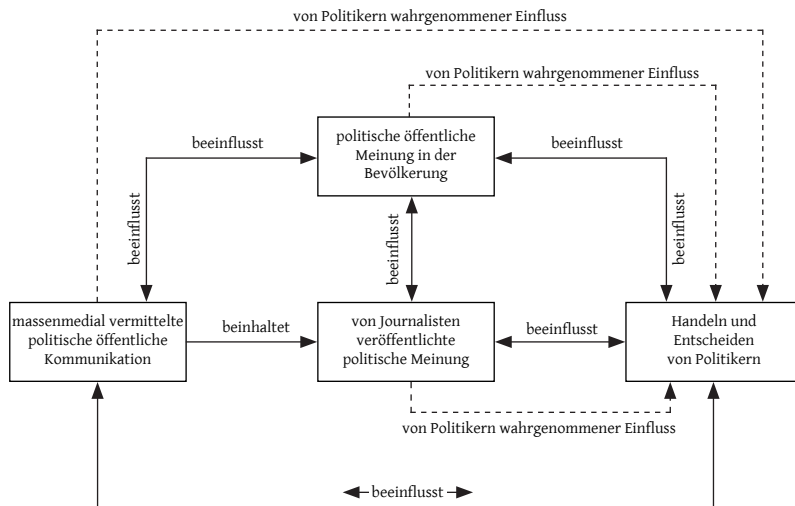 von Politikern wahrgenommener Einfluss
von Politikern wahrgenommener Einfluss
politische öffentliche
Meinung in der
Bevölkerung
beeinflusst
beeinflusst
beeinflusst
beeinflusst
beeinflusst
massenmedial vermittelte
politische öffentliche
Kommunikation
beinhaltet
von Journalisten
veröffentlichte
politische Meinung
beeinflusst
Handeln und
Entscheiden
von Politikern
von Politikern wahrgenommener Einfluss
beeinflusst